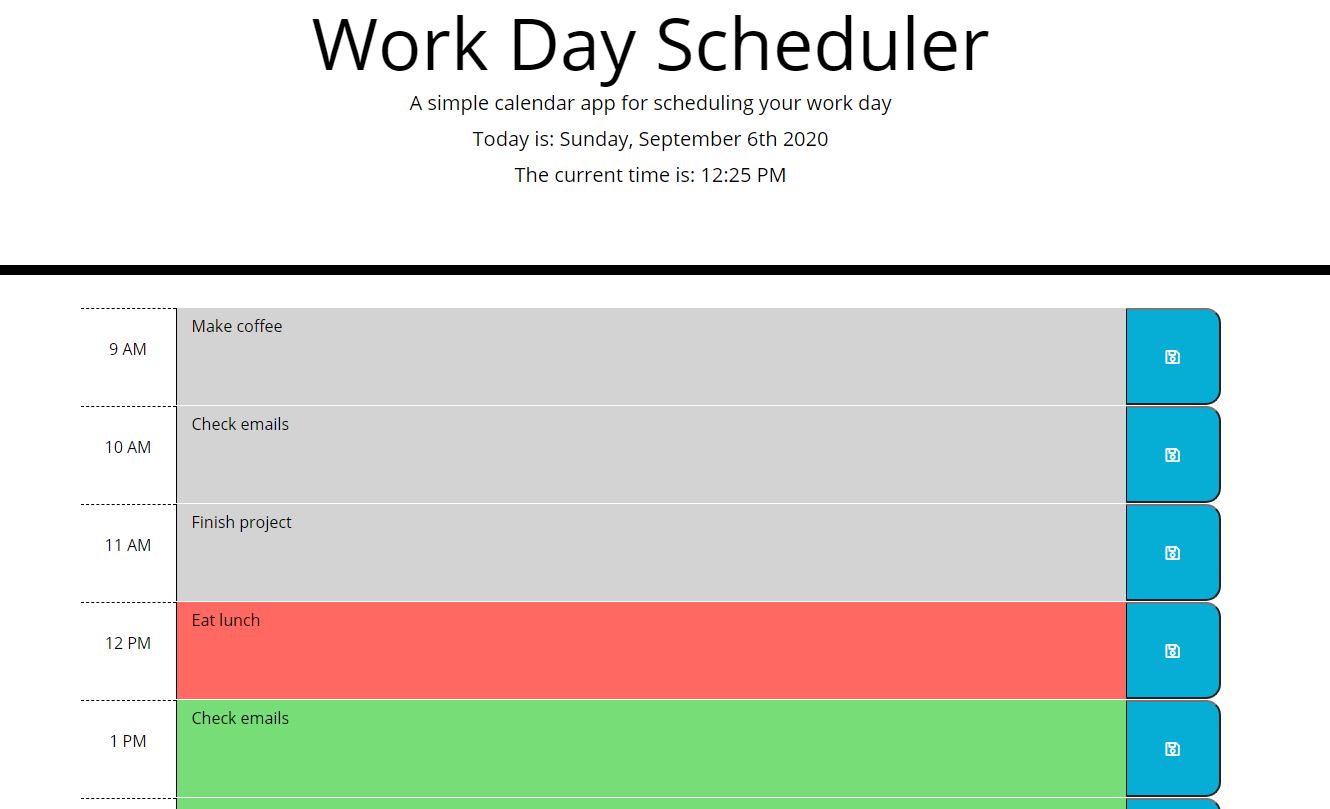 Work Day Scheduler
A simple calendar app for scheduling your work day
Today is: Sunday, September 6th 2020
The current time is: 12:25 PM
9 AM
Make coffee
10 AM
Check emails
11 AM
Finish project
12 PM
Eat lunch
1 PM
Check emails